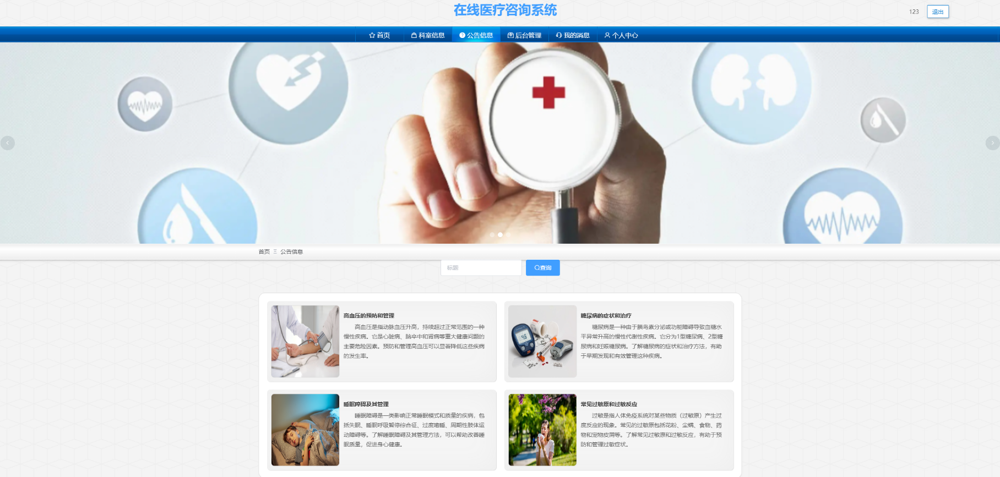 在线医疗咨询系统
123 退出
首页 科室信息 公告信息 后台管理 我的消息 个人中心
首页 公告信息
标题 查询
高血压的预防和管理
高血压是指动脉血压升高，持续超过正常范围的一种
慢性疾病。它是心脏病、脑卒中和肾病等重大健康问题的
主要危险因素。预防和管理高血压可以显著降低这些疾病
的发生率。
糖尿病的症状和治疗
糖尿病是一种由于胰岛素分泌或功能障碍导致血糖水
平异常升高的慢性代谢性疾病。它分为1型糖尿病、2型糖
尿病和妊娠糖尿病。了解糖尿病的症状和治疗方法，有助
于早期发现和有效管理这种疾病。
睡眠障碍及其管理
睡眠障碍是一类影响正常睡眠模式和质量的疾病，包
括失眠、睡眠呼吸暂停综合征、过度嗜睡、周期性肢体运
动障碍等。了解睡眠障碍及其管理方法，可以帮助改善睡
眠质量，促进身心健康。
常见过敏原和过敏反应
过敏是指人体免疫系统对某些物质（过敏原）产生过
度反应的现象。常见的过敏原包括花粉、尘螨、食物、药
物和宠物皮屑等。了解常见过敏原和过敏反应，有助于预
防和管理过敏症状。